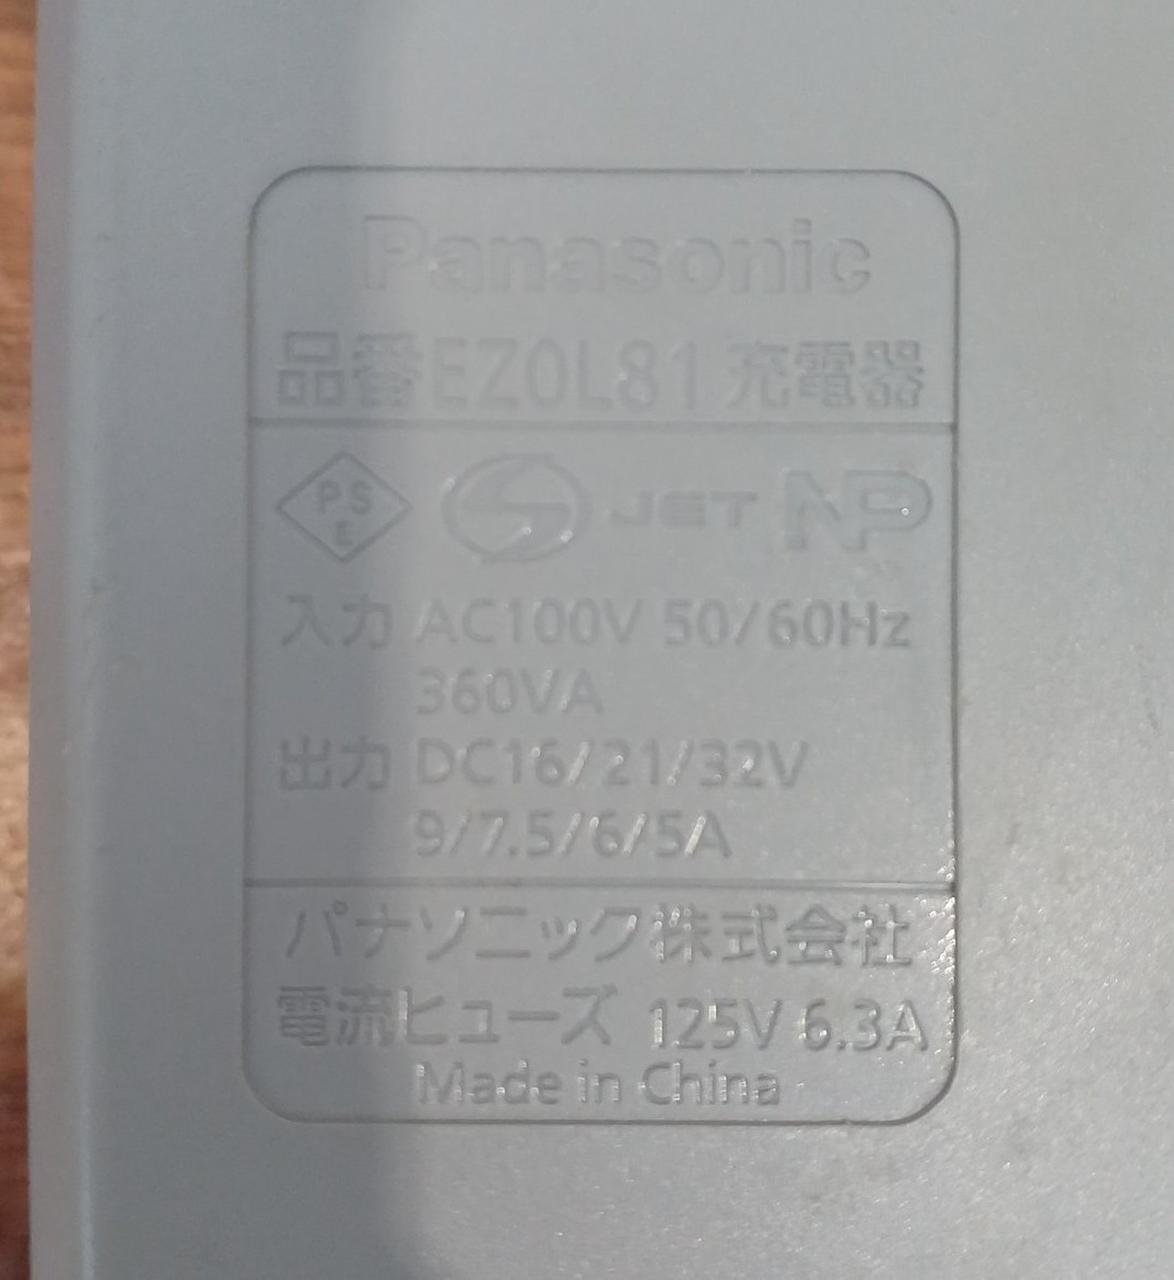 Panasonic
品番EZ0L81 充電器
PS E JET NP
入力 AC100V 50/60Hz
360VA
出力 DC16/21/32V
9/7.5/6/5A
パナソニック株式会社
電流ヒューズ 125V 6.3A
Made in China